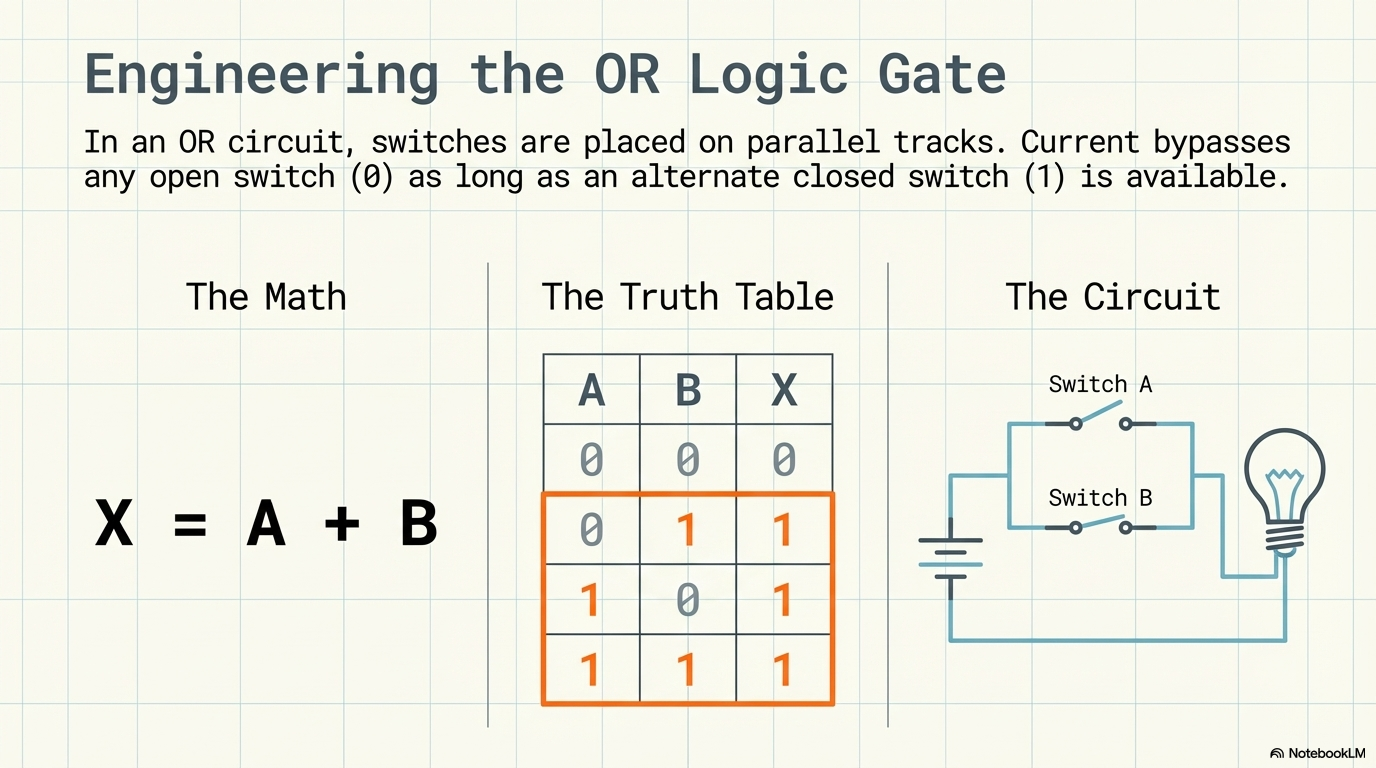 Engineering the OR Logic Gate
In an OR circuit, switches are placed on parallel tracks. Current bypasses
any open switch (0) as long as an alternate closed switch (1) is available.
The Math
X = A + B
The Truth Table
A B X
0 0 0
0 1 1
1 0 1
1 1 1
The Circuit
Switch A
Switch B
NotebookLM